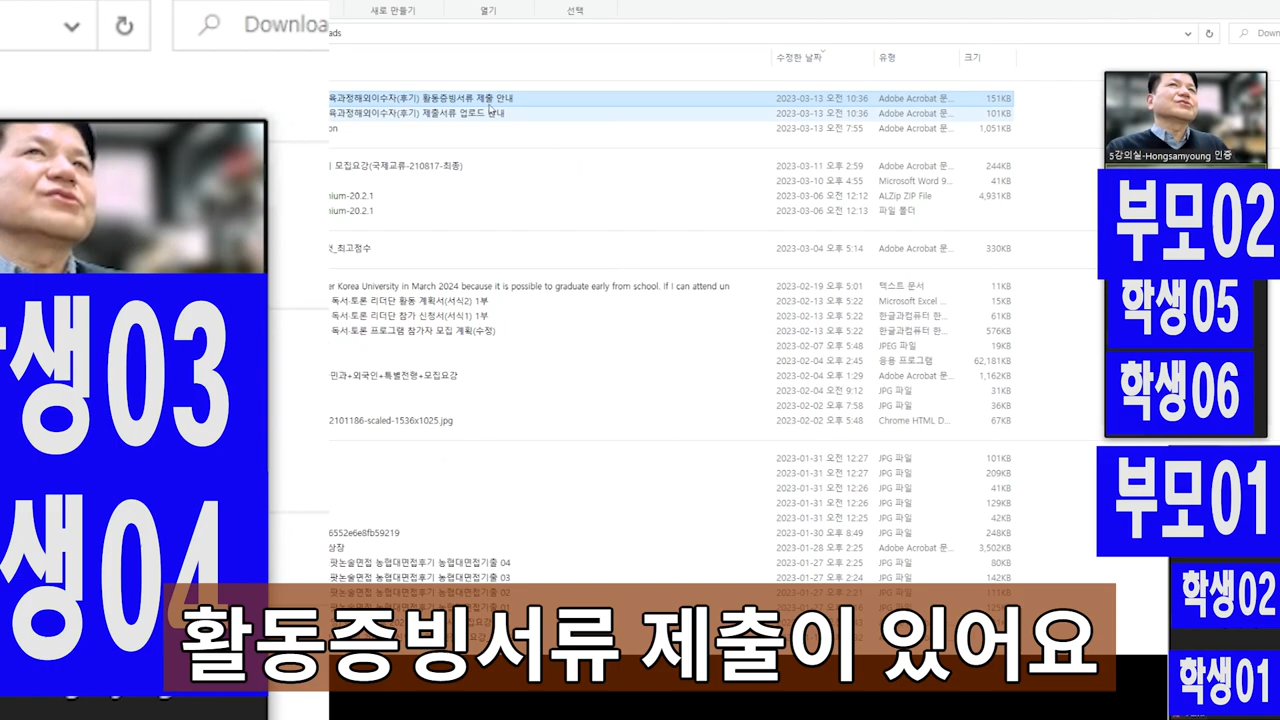 Downloa
새로 만들기 열기 선택
ads
Down
수정한 날짜 유형 크기
육과정해외이수자(후기) 활동증빙서류 제출 안내 2023-03-13 오전 10:36 Adobe Acrobat 문... 151KB
육과정해외이수자(후기) 제출서류 업로드 안내 2023-03-13 오전 10:36 Adobe Acrobat 문... 101KB
on 2023-03-13 오전 7:55 Adobe Acrobat 문... 1,051KB
모집요강(국제교류-210817-최종) 2023-03-11 오후 2:59 Adobe Acrobat 문... 244KB
2023-03-10 오후 4:55 Microsoft Word 9... 41KB
nium-20.2.1 2023-03-06 오후 12:12 ALZip ZIP File 4,931KB
nium-20.2.1 2023-03-06 오후 12:13 파일 폴더
_최고점수 2023-03-04 오후 5:14 Adobe Acrobat 문... 330KB
er Korea University in March 2024 because it is possible to graduate early from school. If I can attend un 2023-02-19 오후 5:01 텍스트 문서 11KB
독서·토론 리더단 활동 계획서(서식2) 1부 2023-02-13 오후 5:22 Microsoft Excel ... 15KB
독서·토론 리더단 참가 신청서(서식1) 1부 2023-02-13 오후 5:22 한글과컴퓨터 한... 61KB
독서·토론 프로그램 참가자 모집 계획(수정) 2023-02-13 오후 5:22 한글과컴퓨터 한... 576KB
2023-02-07 오후 5:48 JPEG 파일 19KB
2023-02-04 오후 2:45 응용 프로그램 62,181KB
민과+외국인+특별전형+모집요강 2023-02-04 오후 1:29 Adobe Acrobat 문... 1,162KB
2023-02-04 오전 9:12 JPG 파일 31KB
2023-02-02 오후 7:58 JPG 파일 36KB
2101186-scaled-1536x1025.jpg 2023-02-02 오후 5:48 Chrome HTML D... 67KB
2023-01-31 오전 12:27 JPG 파일 101KB
2023-01-31 오전 12:27 JPG 파일 209KB
2023-01-31 오전 12:26 JPG 파일 41KB
2023-01-31 오전 12:26 JPG 파일 129KB
2023-01-31 오전 12:25 JPG 파일 42KB
6552e6e8fb59219 2023-01-30 오후 8:49 JPG 파일 248KB
상장 2023-01-28 오후 2:25 Adobe Acrobat 문... 3,502KB
팟논술면접 농협대면접후기 농협대면접기출 04 2023-01-27 오후 2:25 JPG 파일 80KB
팟논술면접 농협대면접후기 농협대면접기출 03 2023-01-27 오후 2:24 JPG 파일 142KB
5강의실-Hongsamyoung 인증
부모02
학생05
학생06
부모01
학생02
학생01
생03
생04
활동증빙서류 제출이 있어요